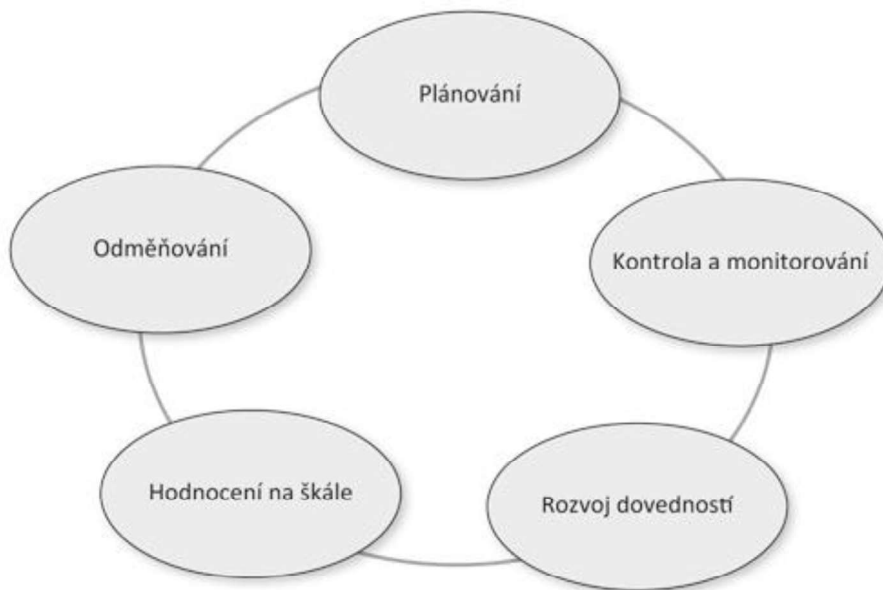 Plánování
Kontrola a monitorování
Rozvoj dovedností
Hodnocení na škále
Odměňování